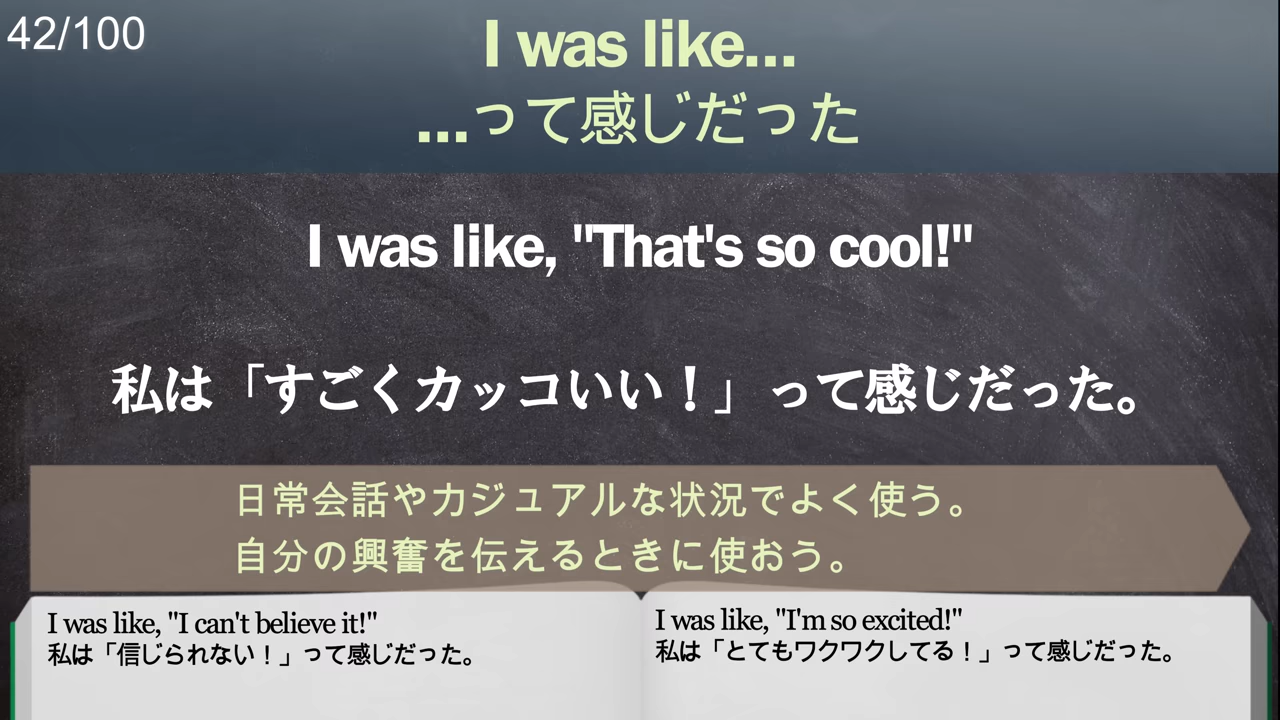 42/100
I was like...
...って感じだった
I was like, "That's so cool!"
私は「すごくカッコいい！」って感じだった。
日常会話やカジュアルな状況でよく使う。
自分の興奮を伝えるときに使おう。
I was like, "I can't believe it!"
私は「信じられない！」って感じだった。
I was like, "I'm so excited!"
私は「とてもワクワクしてる！」って感じだった。